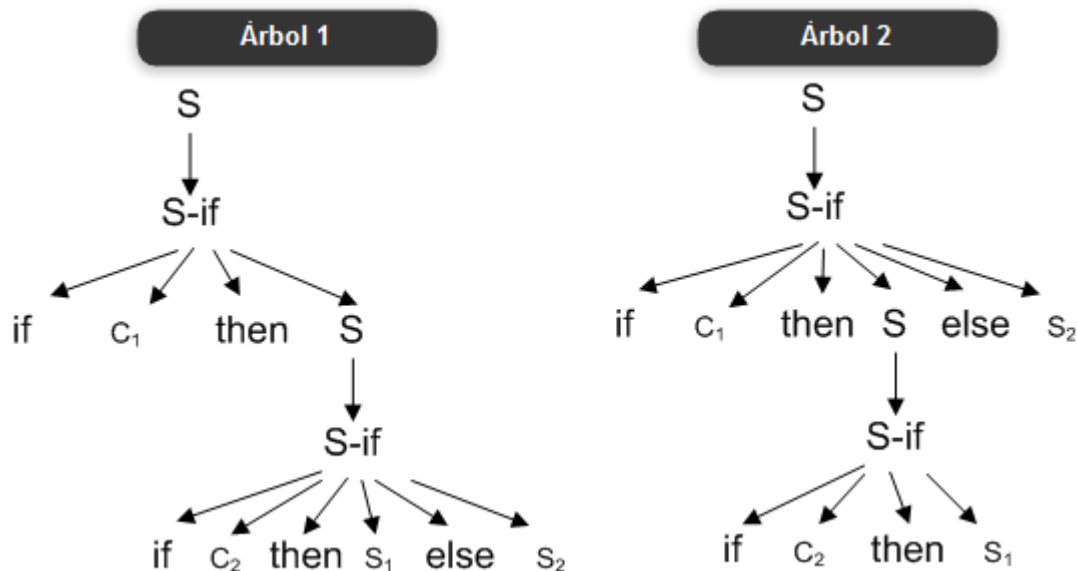 Árbol 1 Árbol 2
S S
S-if S-if
if C₁ then S if C₁ then S else S₂
S-if S-if
if C₂ then S₁ else S₂ if C₂ then S₁